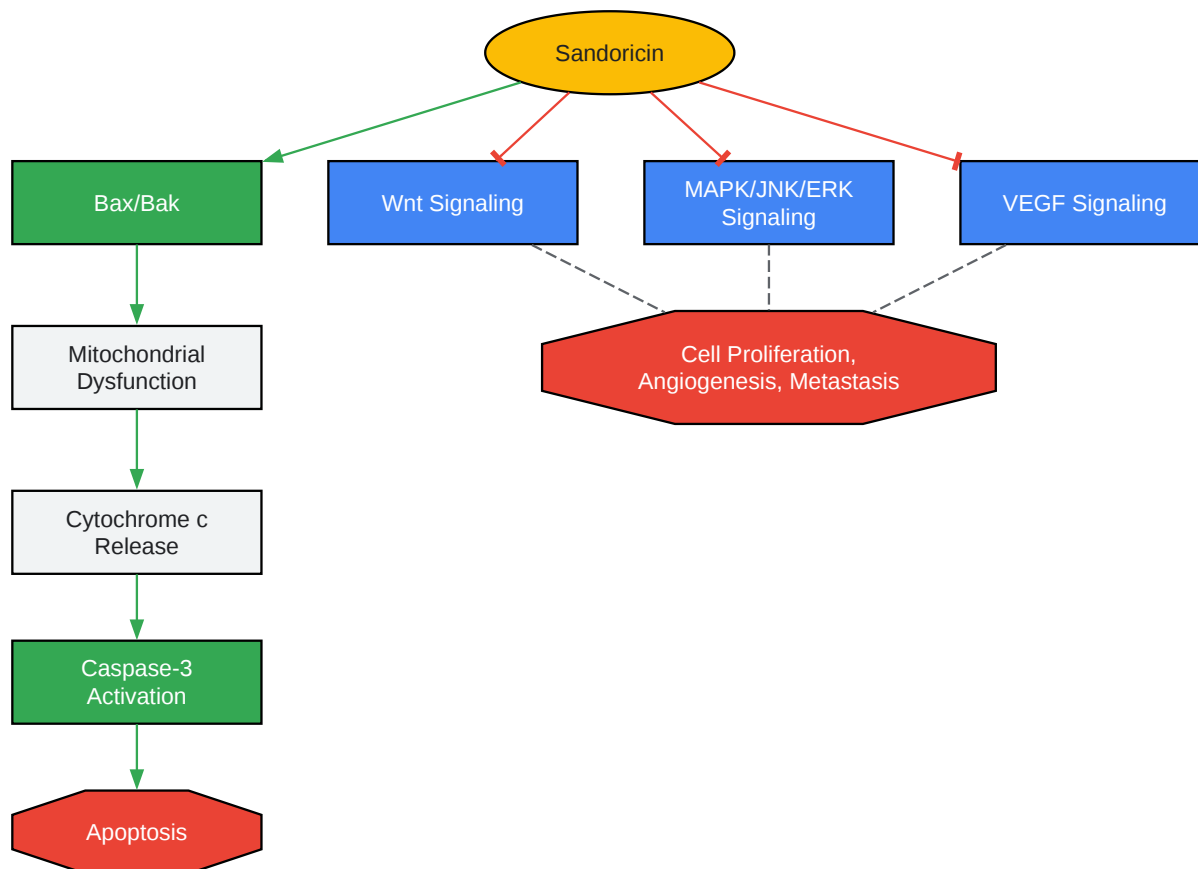 Sandoricin
Bax/Bak
Wnt Signaling
MAPK/JNK/ERK
Signaling
VEGF Signaling
Mitochondrial
Dysfunction
Cell Proliferation,
Angiogenesis, Metastasis
Cytochrome c
Release
Caspase-3
Activation
Apoptosis